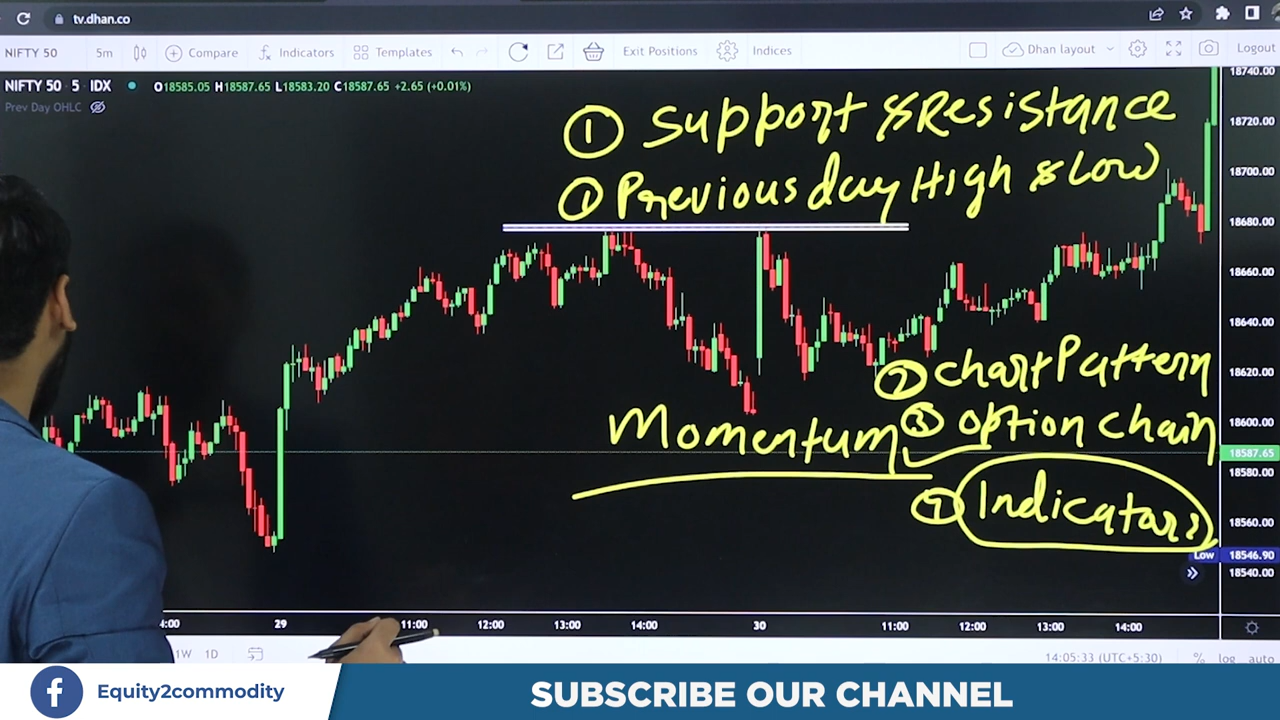 tv.dhan.co
NIFTY 50 5m Compare Indicators Templates Exit Positions Indices Dhan layout Logout
NIFTY 50 · 5 · IDX O18585.05 H18587.65 L18583.20 C18587.65 +2.65 (+0.01%)
Prev Day OHLC
① Support & Resistance
① Previous day High & Low
② Chart Pattern
Momentum ③ Option Chain
Indicators
18740.00
18720.00
18700.00
18680.00
18660.00
18640.00
18620.00
18600.00
18587.65
18580.00
18560.00
Low 18546.90
18540.00
4:00 29 11:00 12:00 13:00 14:00 30 11:00 12:00 13:00 14:00
1W 1D 14:05:33 (UTC+5:30) % log auto
Equity2commodity
SUBSCRIBE OUR CHANNEL